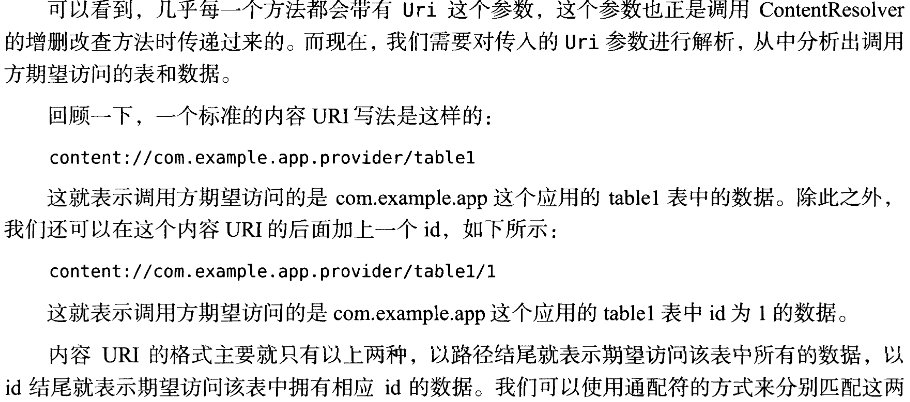 可以看到，几乎每一个方法都会带有 Uri 这个参数，这个参数也正是调用 ContentResolver
的增删改查方法时传递过来的。而现在，我们需要对传入的 Uri 参数进行解析，从中分析出调用
方期望访问的表和数据。
回顾一下，一个标准的内容 URI 写法是这样的：
content://com.example.app.provider/table1
这就表示调用方期望访问的是 com.example.app 这个应用的 table1 表中的数据。除此之外，
我们还可以在这个内容 URI 的后面加上一个 id，如下所示：
content://com.example.app.provider/table1/1
这就表示调用方期望访问的是 com.example.app 这个应用的 table1 表中 id 为 1 的数据。
内容 URI 的格式主要就只有以上两种，以路径结尾就表示期望访问该表中所有的数据，以
id 结尾就表示期望访问该表中拥有相应 id 的数据。我们可以使用通配符的方式来分别匹配这两